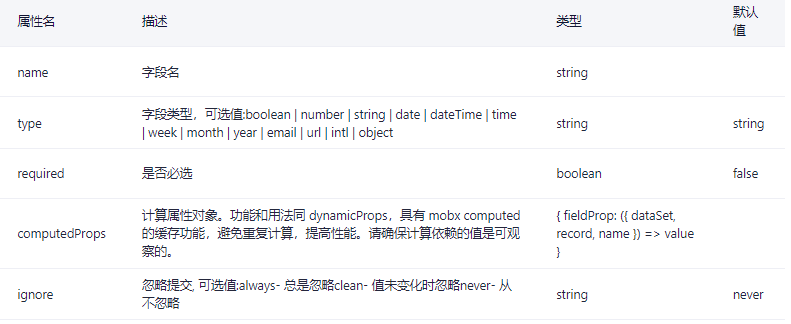 属性名 描述 类型 默认值
name 字段名 string
type 字段类型，可选值:boolean | number | string | date | dateTime | time string string
| week | month | year | email | url | intl | object
required 是否必选 boolean false
computedProps 计算属性对象。功能和用法同 dynamicProps，具有 mobx computed { fieldProp: ({ dataSet,
的缓存功能，避免重复计算，提高性能。请确保计算依赖的值是可观 record, name }) => value
察的。 }
ignore 忽略提交, 可选值:always- 总是忽略clean- 值未变化时忽略never- 从 string never
不忽略